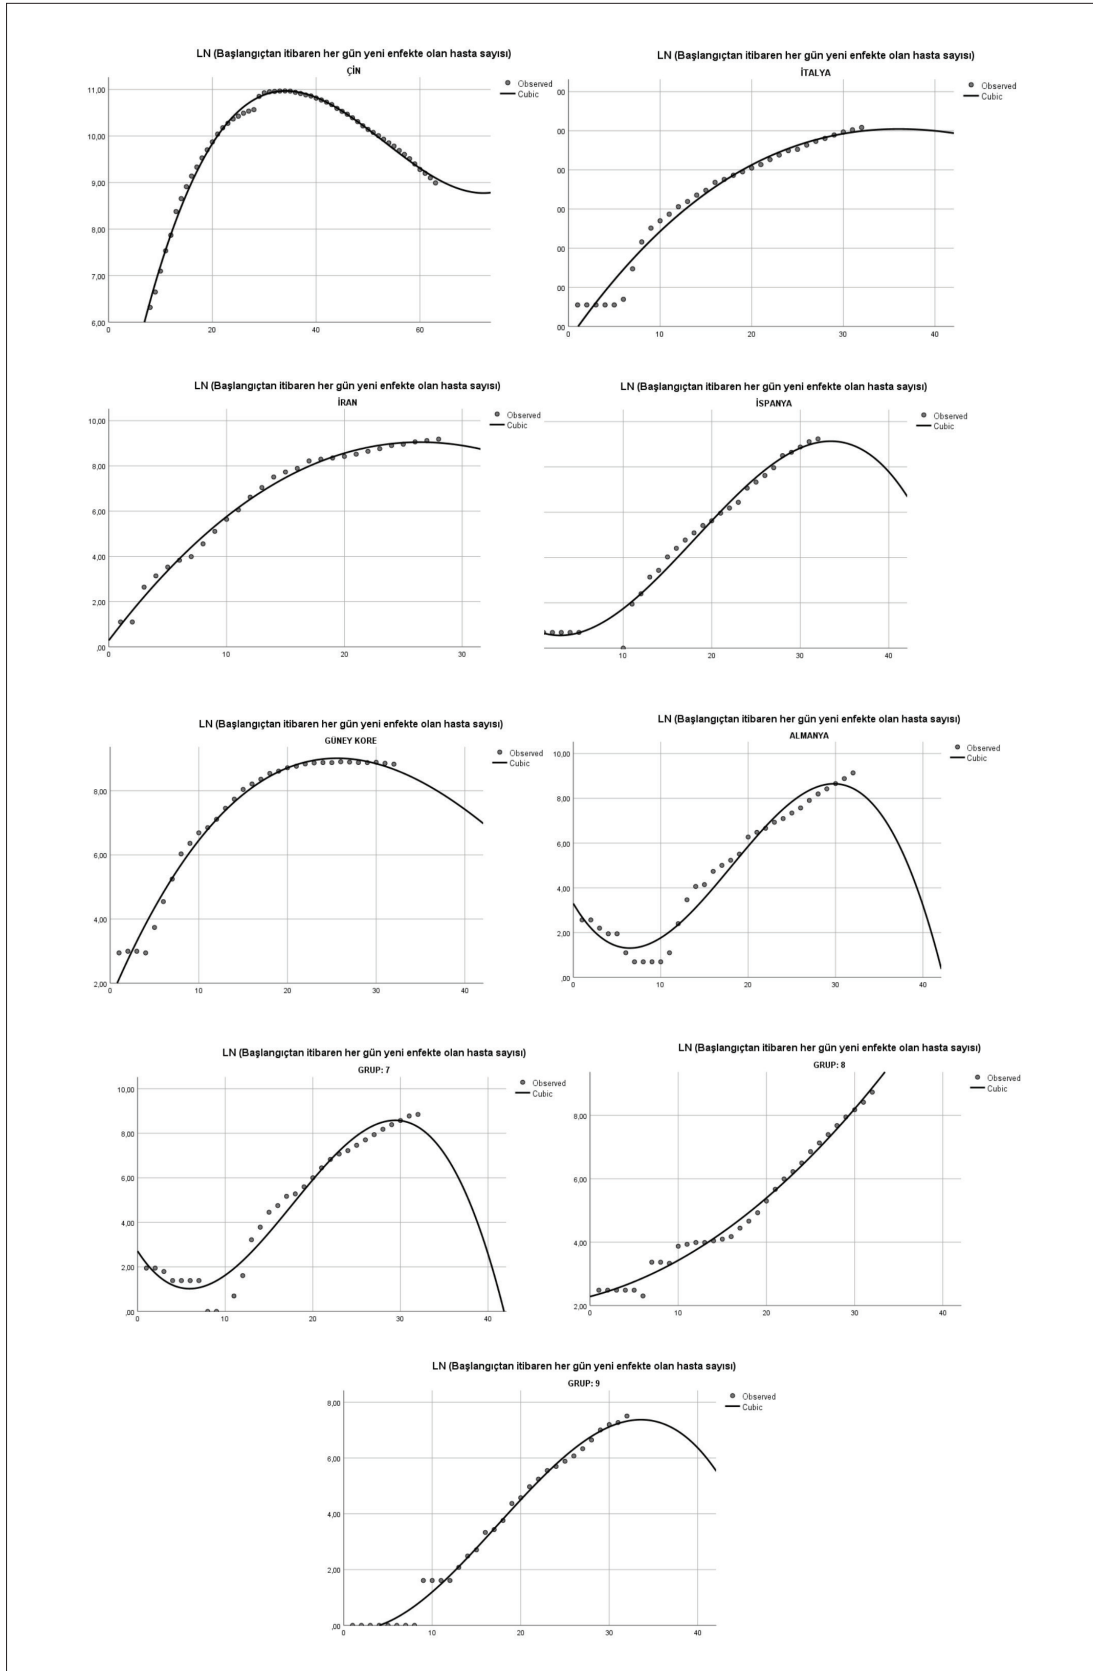 LN (Başlangıçtan itibaren her gün yeni enfekte olan hasta sayısı)
ÇİN
Observed
Cubic
11,00
10,00
9,00
8,00
7,00
6,00
0 20 40 60
LN (Başlangıçtan itibaren her gün yeni enfekte olan hasta sayısı)
İTALYA
Observed
Cubic
00
00
00
00
00
00
00
10 20 30 40
LN (Başlangıçtan itibaren her gün yeni enfekte olan hasta sayısı)
İRAN
Observed
Cubic
10,00
8,00
6,00
4,00
2,00
,00
0 10 20 30
LN (Başlangıçtan itibaren her gün yeni enfekte olan hasta sayısı)
İSPANYA
Observed
Cubic
10 20 30 40
LN (Başlangıçtan itibaren her gün yeni enfekte olan hasta sayısı)
GÜNEY KORE
Observed
Cubic
8,00
6,00
4,00
2,00
0 10 20 30 40
LN (Başlangıçtan itibaren her gün yeni enfekte olan hasta sayısı)
ALMANYA
Observed
Cubic
10,00
8,00
6,00
4,00
2,00
,00
0 10 20 30 40
LN (Başlangıçtan itibaren her gün yeni enfekte olan hasta sayısı)
GRUP: 7
Observed
Cubic
10,00
8,00
6,00
4,00
2,00
,00
0 10 20 30 40
LN (Başlangıçtan itibaren her gün yeni enfekte olan hasta sayısı)
GRUP: 8
Observed
Cubic
8,00
6,00
4,00
2,00
0 10 20 30 40
LN (Başlangıçtan itibaren her gün yeni enfekte olan hasta sayısı)
GRUP: 9
Observed
Cubic
8,00
6,00
4,00
2,00
,00
0 10 20 30 40